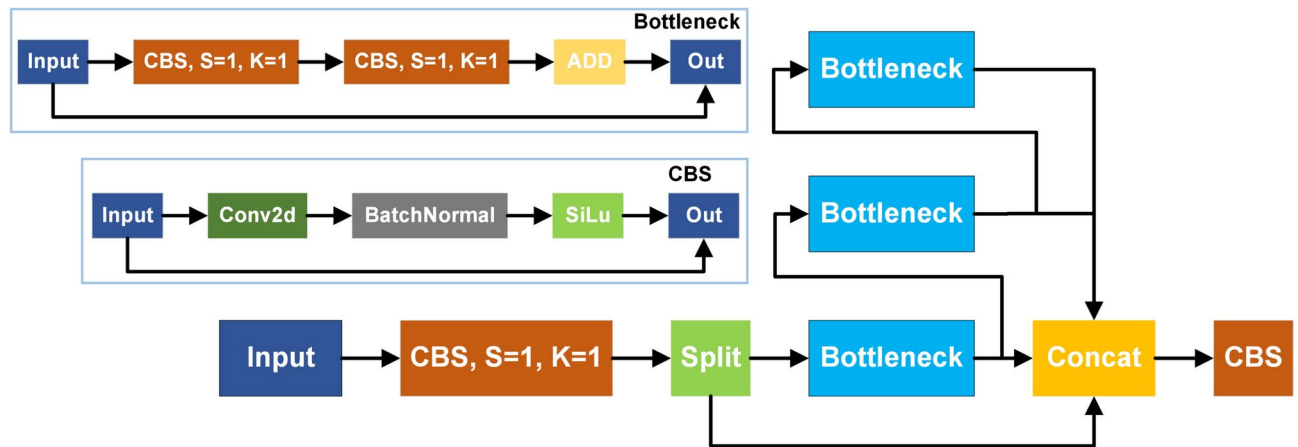 Bottleneck
Input CBS, S=1, K=1 CBS, S=1, K=1 ADD Out
Bottleneck
CBS
Input Conv2d BatchNormal SiLu Out
Bottleneck
Input CBS, S=1, K=1 Split Bottleneck Concat CBS